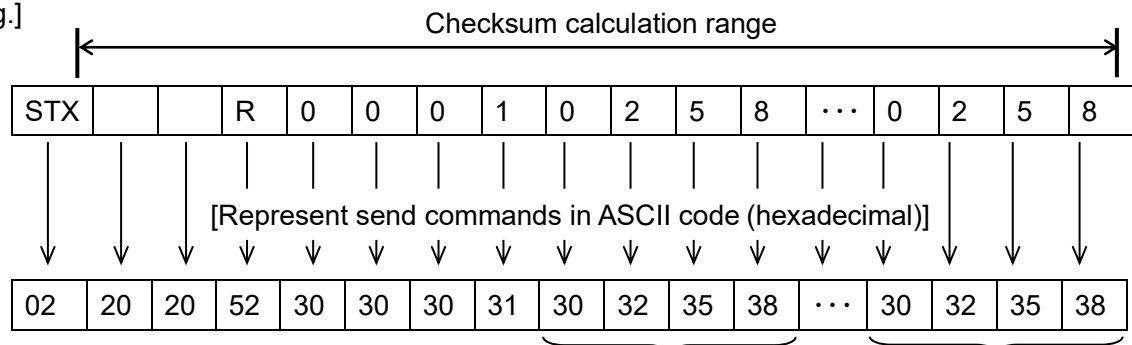 g.]
Checksum calculation range
STX R 0 0 0 1 0 2 5 8 ··· 0 2 5 8
[Represent send commands in ASCII code (hexadecimal)]
02 20 20 52 30 30 30 31 30 32 35 38 ··· 30 32 35 38